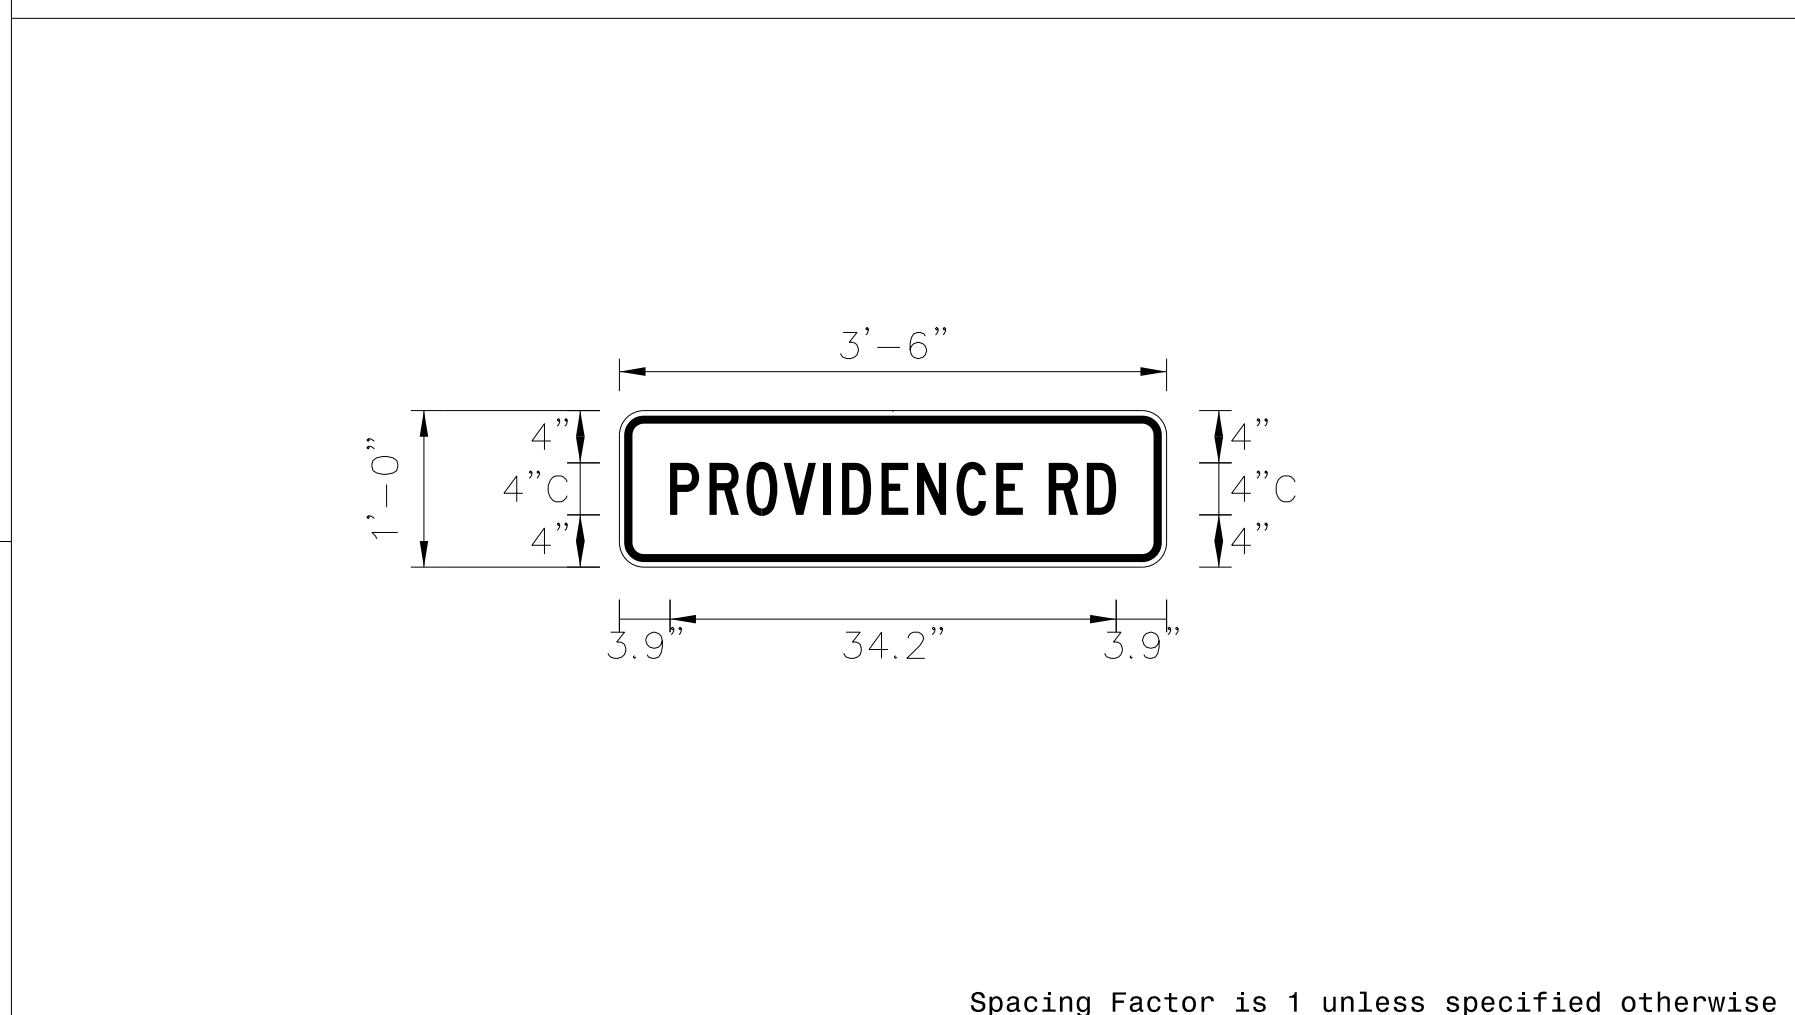 3'-6"
4"
4"
1'-0"
4"C
PROVIDENCE RD
4"C
4"
4"
3.9"
34.2"
3.9"
Spacing Factor is 1 unless specified otherwise